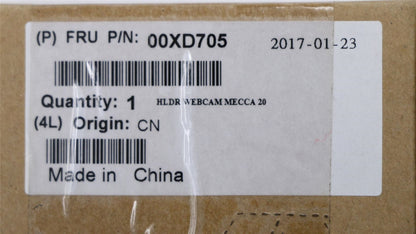 (P) FRU P/N: 00XD705 2017-01-23
Quantity: 1 HLDR WEBCAM MECCA 20
(4L) Origin: CN
Made in China